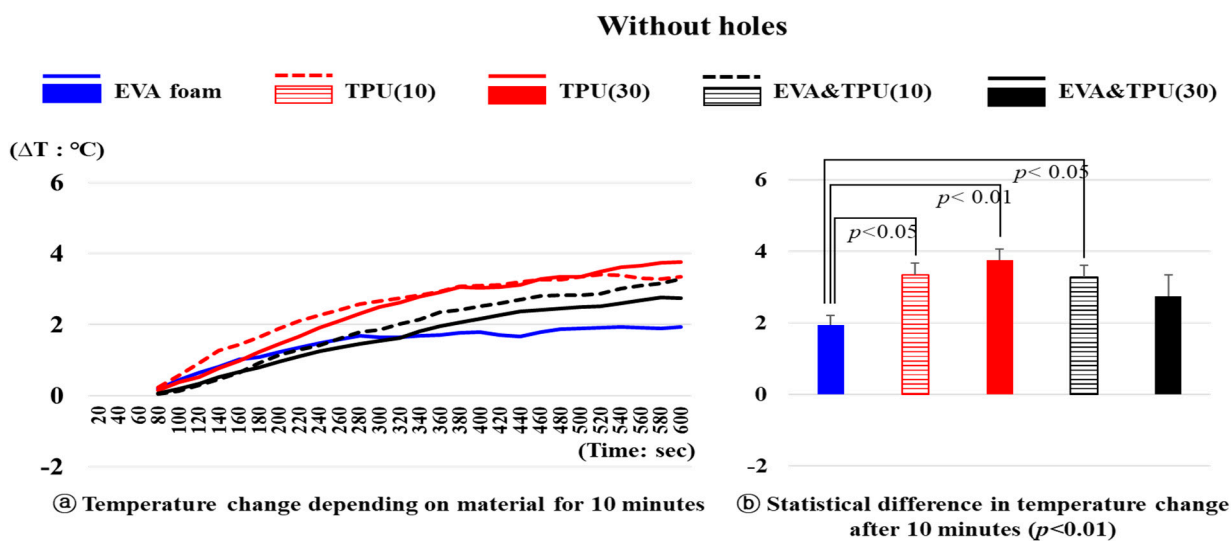 Without holes
EVA foam TPU(10) TPU(30) EVA&TPU(10) EVA&TPU(30)
(ΔT : °C)
6
4
2
0
-2
20 40 60 80 100 120 140 160 180 200 220 240 260 280 300 320 340 360 380 400 420 440 460 480 500 520 540 560 580 600
(Time: sec)
ⓐ Temperature change depending on material for 10 minutes
6
4
2
0
-2
p< 0.05
p< 0.01
p<0.05
ⓑ Statistical difference in temperature change
after 10 minutes (p<0.01)